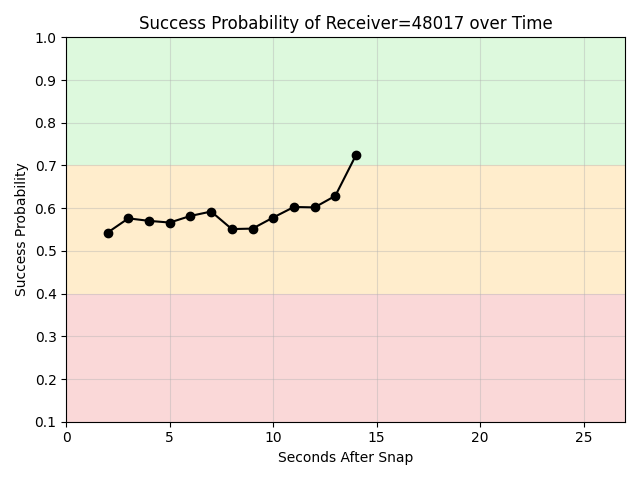 Success Probability of Receiver=48017 over Time
1.0
0.9
0.8
0.7
0.6
0.5
0.4
0.3
0.2
0.1
Success Probability
0 5 10 15 20 25
Seconds After Snap